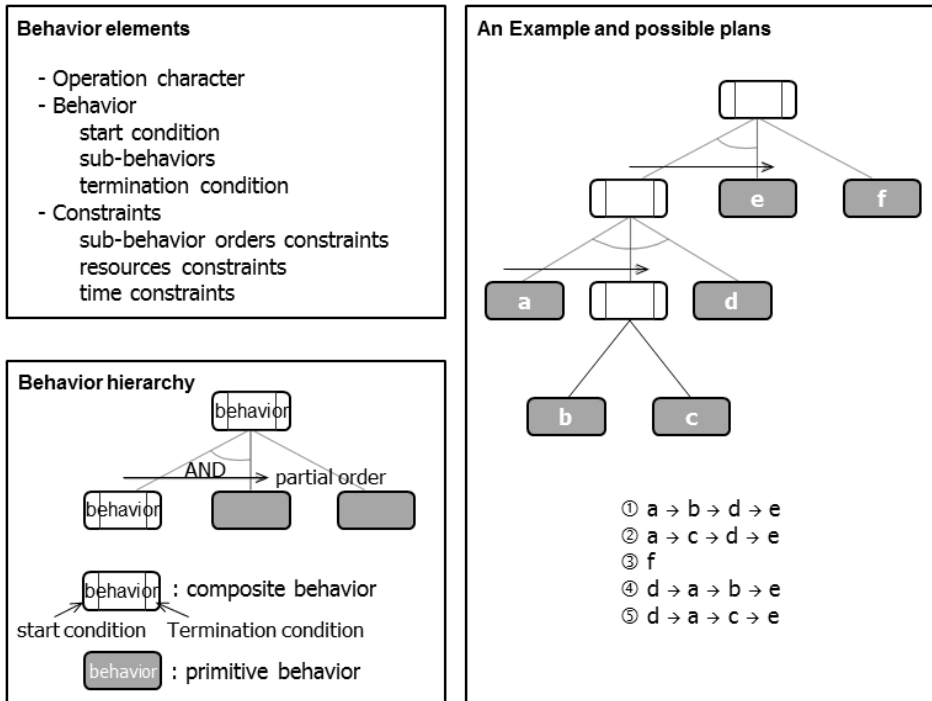 Behavior elements
- Operation character
- Behavior
start condition
sub-behaviors
termination condition
- Constraints
sub-behavior orders constraints
resources constraints
time constraints
Behavior hierarchy
behavior
AND
partial order
behavior
behavior : composite behavior
start condition Termination condition
behavior : primitive behavior
An Example and possible plans
e f
a d
b c
① a → b → d → e
② a → c → d → e
③ f
④ d → a → b → e
⑤ d → a → c → e